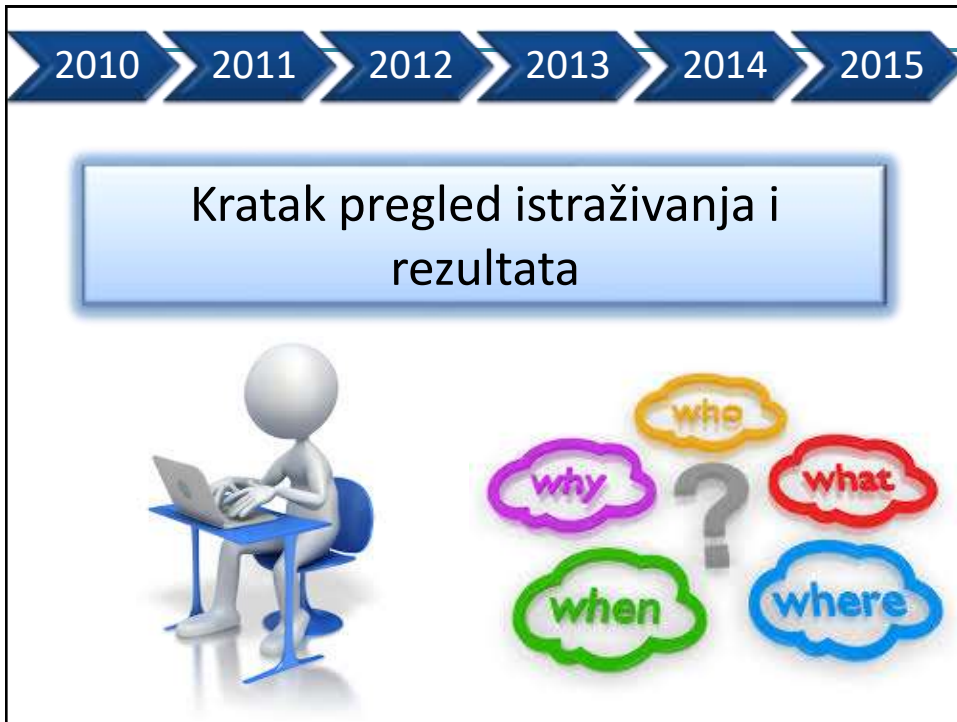 2010 2011 2012 2013 2014 2015
Kratak pregled istraživanja i
rezultata
who
why
what
when
where